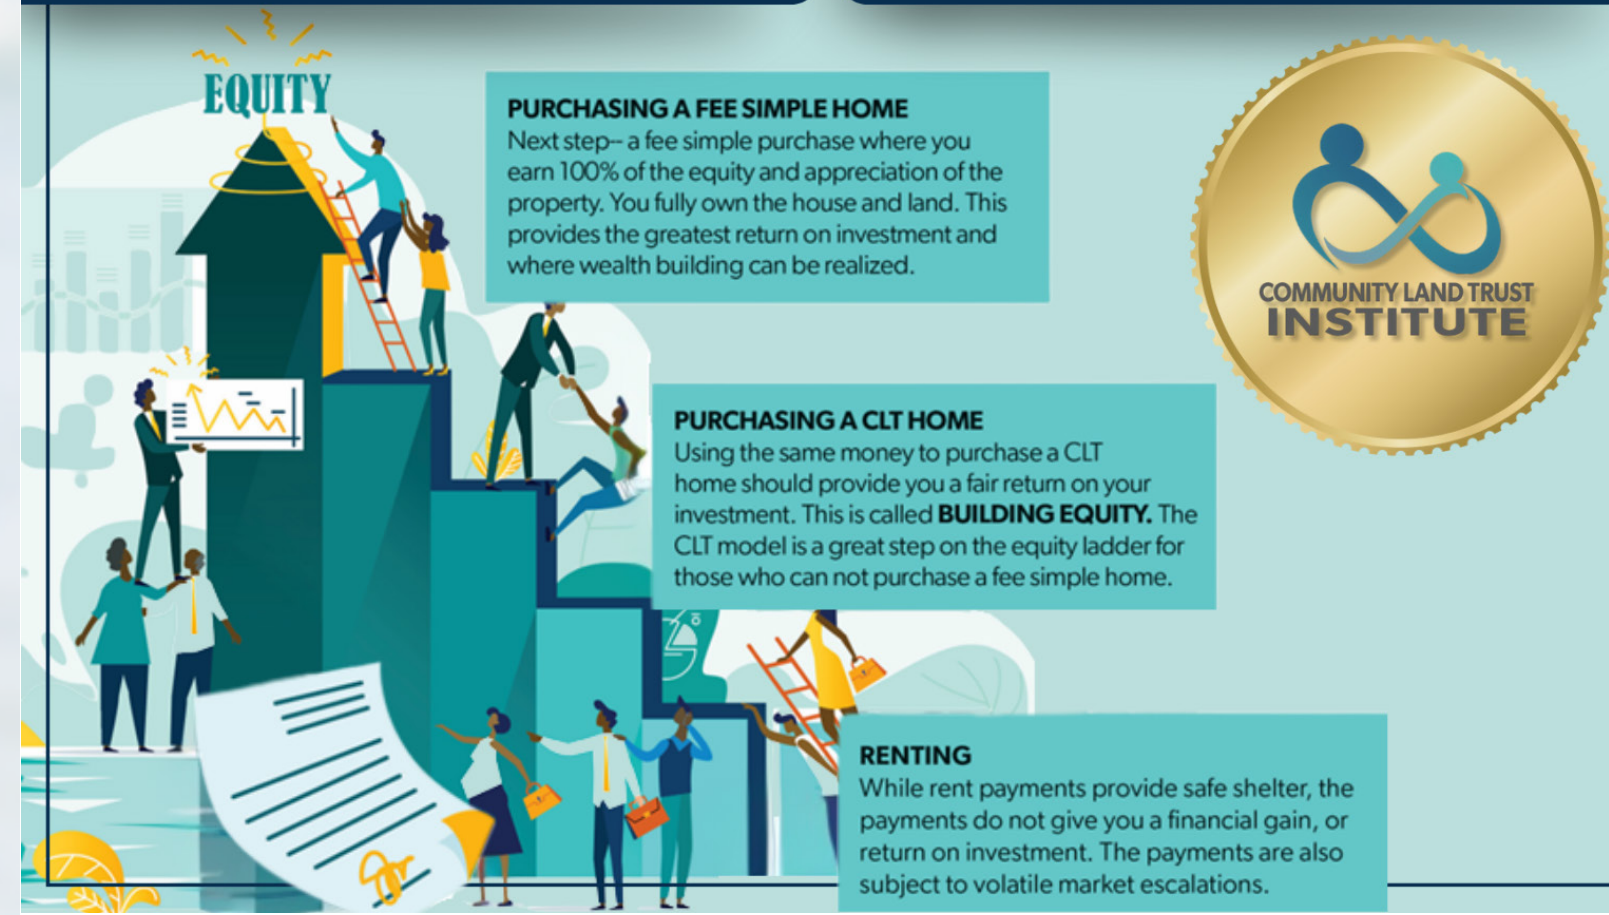 EQUITY
PURCHASING A FEE SIMPLE HOME
Next step-- a fee simple purchase where you
earn 100% of the equity and appreciation of the
property. You fully own the house and land. This
provides the greatest return on investment and
where wealth building can be realized.
COMMUNITY LAND TRUST
INSTITUTE
PURCHASING A CLT HOME
Using the same money to purchase a CLT
home should provide you a fair return on your
investment. This is called BUILDING EQUITY. The
CLT model is a great step on the equity ladder for
those who can not purchase a fee simple home.
RENTING
While rent payments provide safe shelter, the
payments do not give you a financial gain, or
return on investment. The payments are also
subject to volatile market escalations.